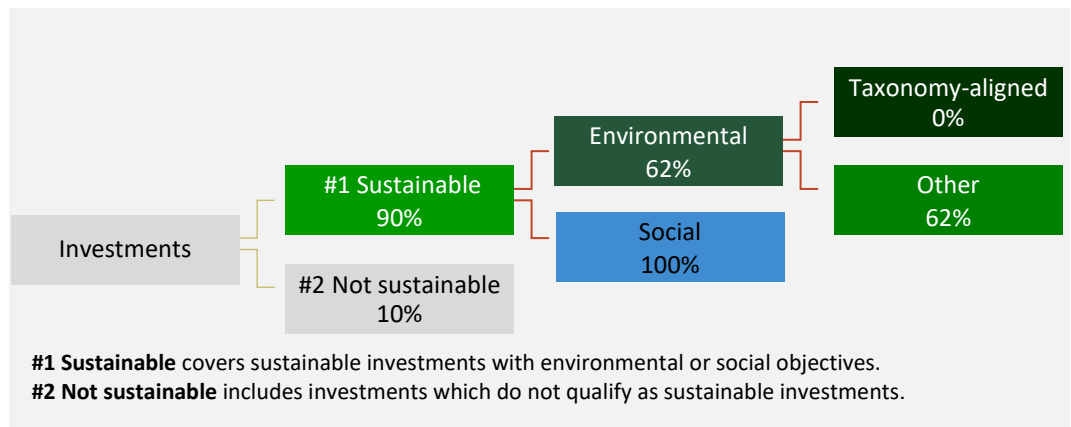 Investments
#1 Sustainable
90%
#2 Not sustainable
10%
Environmental
62%
Social
100%
Taxonomy-aligned
0%
Other
62%
#1 Sustainable covers sustainable investments with environmental or social objectives.
#2 Not sustainable includes investments which do not qualify as sustainable investments.